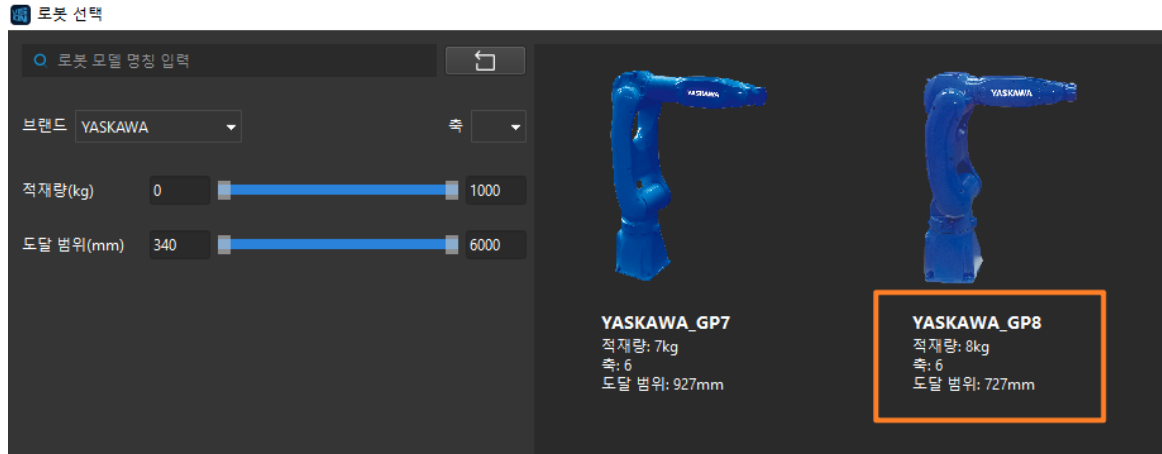 로봇 선택
로봇 모델 명칭 입력
브랜드 YASKAWA 축
적재량(kg) 0 1000
도달 범위(mm) 340 6000
YASKAWA
YASKAWA
YASKAWA_GP7
적재량: 7kg
축: 6
도달 범위: 927mm
YASKAWA_GP8
적재량: 8kg
축: 6
도달 범위: 727mm